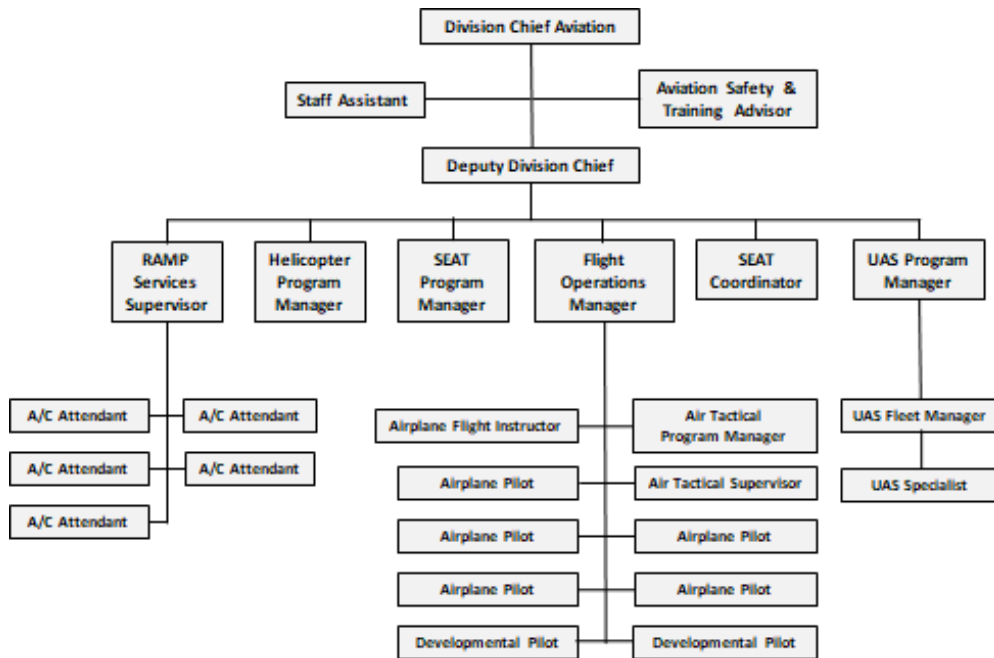 Division Chief Aviation
Staff Assistant
Aviation Safety &
Training Advisor
Deputy Division Chief
RAMP
Services
Supervisor
Helicopter
Program
Manager
SEAT
Program
Manager
Flight
Operations
Manager
SEAT
Coordinator
UAS Program
Manager
A/C Attendant
A/C Attendant
A/C Attendant
A/C Attendant
A/C Attendant
Airplane Flight Instructor
Air Tactical
Program Manager
Airplane Pilot
Air Tactical Supervisor
Airplane Pilot
Airplane Pilot
Airplane Pilot
Airplane Pilot
Developmental Pilot
Developmental Pilot
UAS Fleet Manager
UAS Specialist